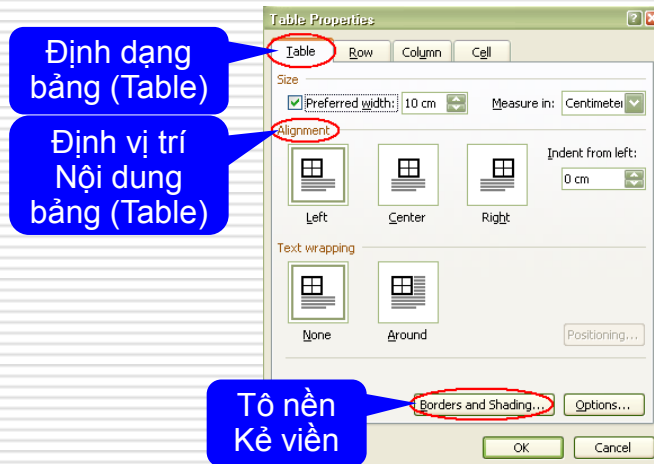 Table Properties
Định dạng
bảng (Table)
Table Row Column Cell
Size
Preferred width: 10 cm Measure in: Centimeter
Định vị trí
Nội dung
bảng (Table)
Alignment
Indent from left:
0 cm
Left Center Right
Text wrapping
None Around Positioning...
Tô nền
Kẻ viền
Borders and Shading... Options...
OK Cancel